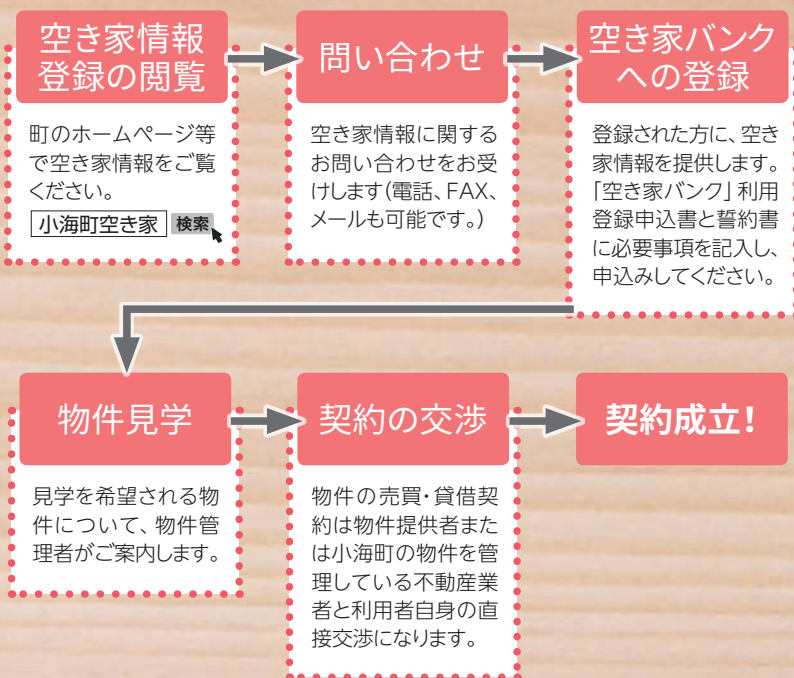 空き家情報
登録の閲覧
町のホームページ等
で空き家情報をご覧
ください。
小海町空き家 検索
問い合わせ
空き家情報に関する
お問い合わせをお受
けします(電話、FAX、
メールも可能です。)
空き家バンク
への登録
登録された方に、空き
家情報を提供します。
「空き家バンク」利用
登録申込書と誓約書
に必要事項を記入し、
申込みしてください。
物件見学
見学を希望される物
件について、物件管
理者がご案内します。
契約の交渉
物件の売買・貸借契
約は物件提供者また
は小海町の物件を管
理している不動産業
者と利用者自身の直
接交渉になります。
契約成立!